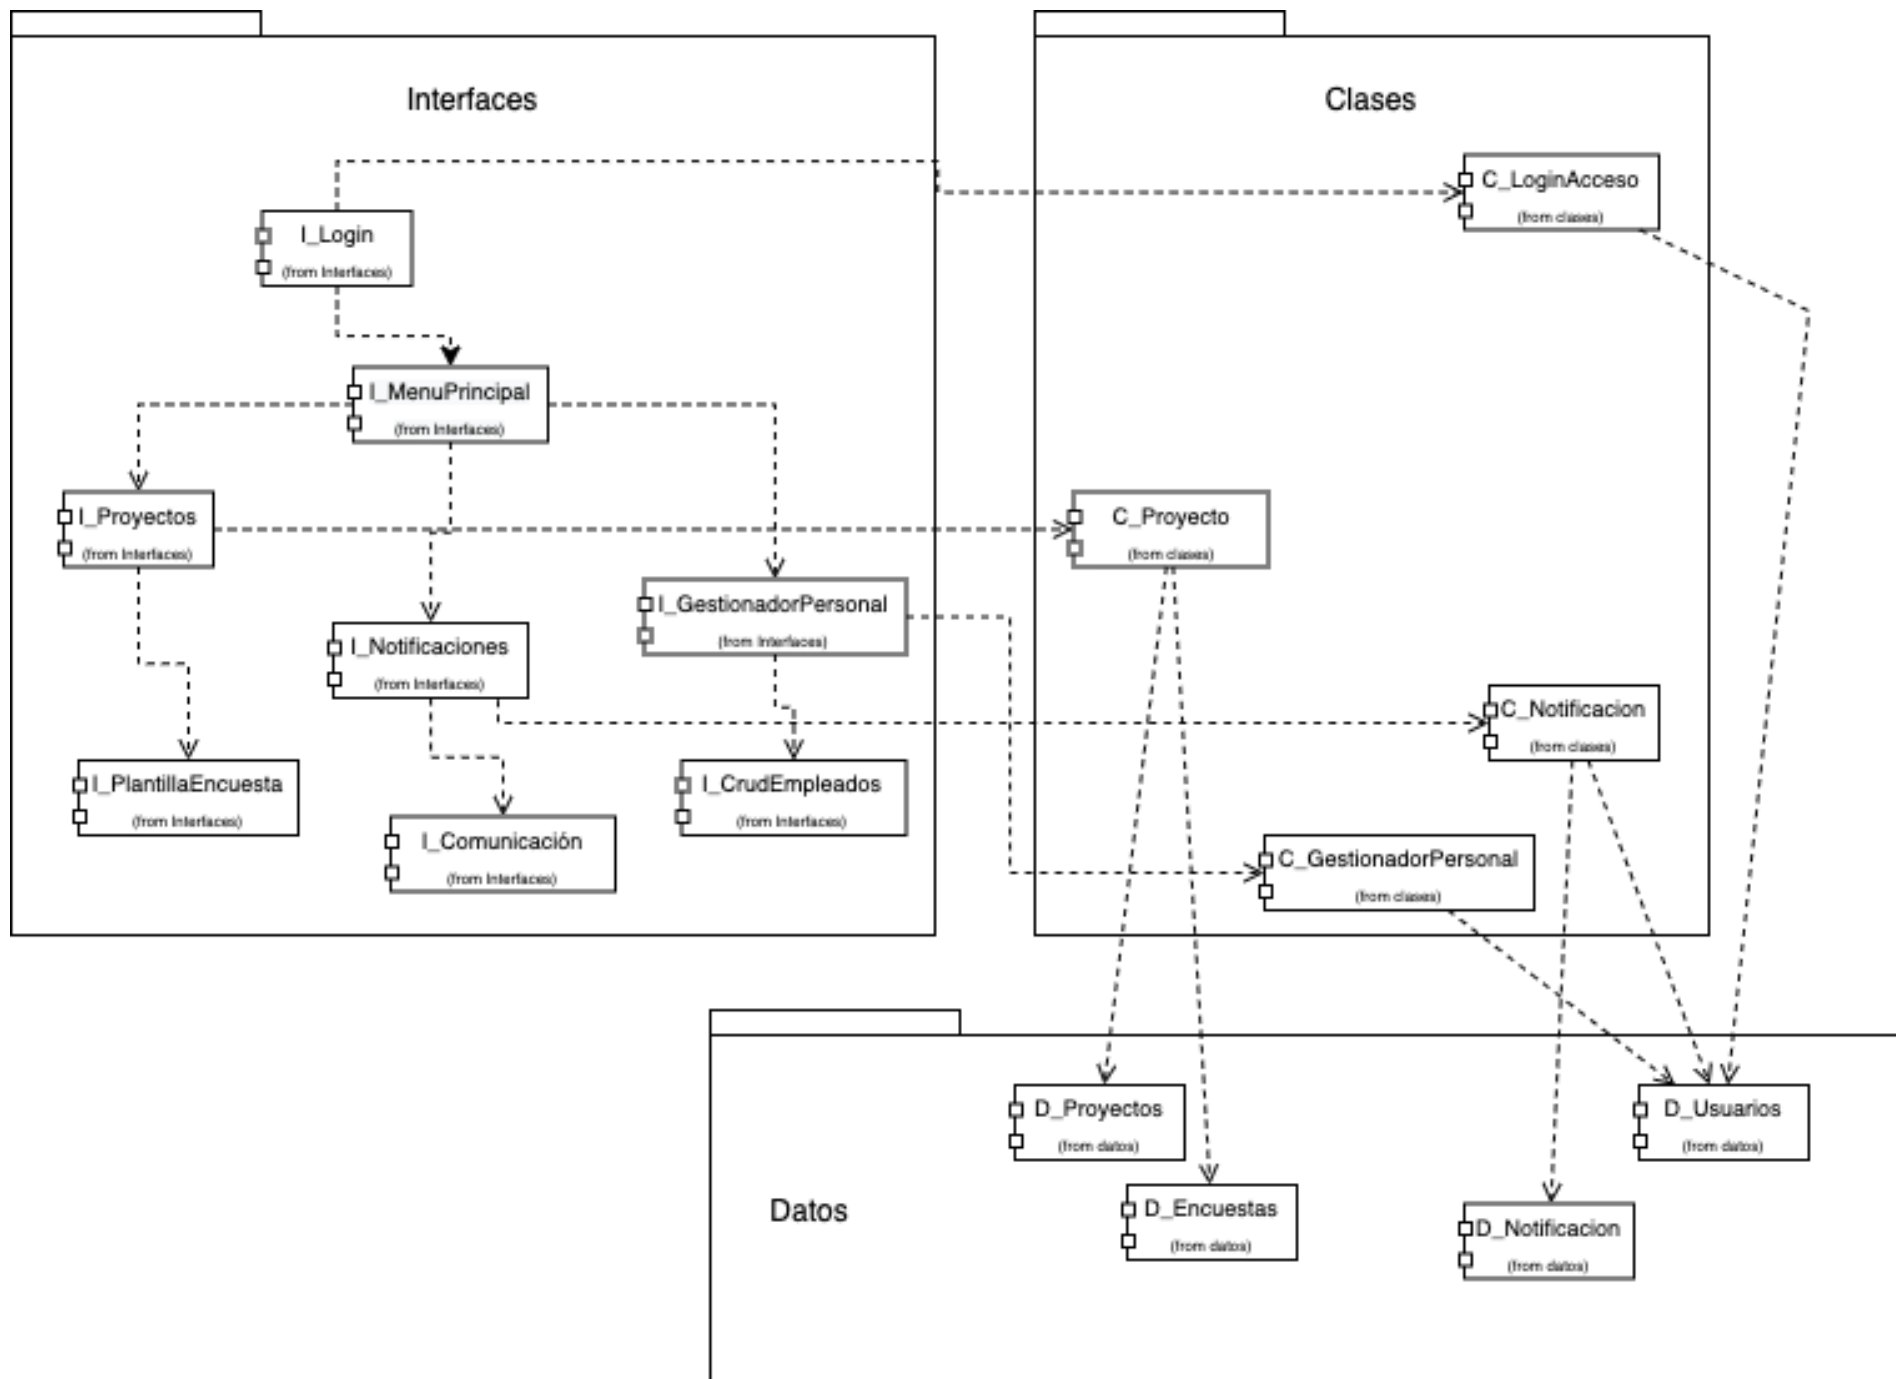 Interfaces
I_Login
(from Interfaces)
I_MenuPrincipal
(from Interfaces)
I_Proyectos
(from Interfaces)
I_GestionadorPersonal
(from Interfaces)
I_Notificaciones
(from Interfaces)
I_PlantillaEncuesta
(from Interfaces)
I_CrudEmpleados
(from Interfaces)
I_Comunicación
(from Interfaces)
Clases
C_LoginAcceso
(from clases)
C_Proyecto
(from clases)
C_Notificacion
(from clases)
C_GestionadorPersonal
(from clases)
Datos
D_Proyectos
(from datos)
D_Usuarios
(from datos)
D_Encuestas
(from datos)
D_Notificacion
(from datos)